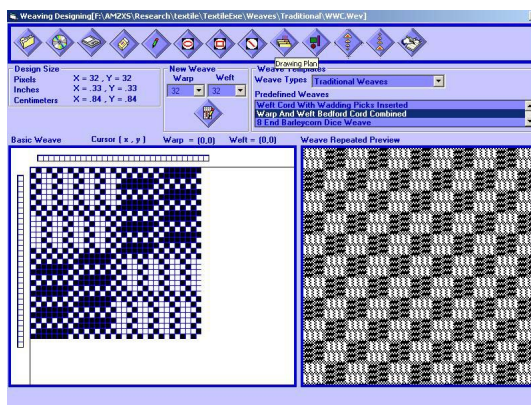 Weaving Designing[F:\AMZXS\Research\textile\TextileExe\Weaves\Traditional\WWC.Wev]
Drawing Plan
Design Size
Pixels X = 32 , Y = 32
Inches X = .33 , Y = .33
Centimeters X = .84 , Y = .84
New Weave
Warp Weft
32 32
Weave Templates
Weave Types Traditional Weaves
Predefined Weaves
Weft Cord With Wadding Picks Inserted
Warp And Weft Bedford Cord Combined
8 End Barleycorn Dice Weave
Basic Weave Cursor ( x , y ) Warp = (0,0) Weft = (0,0) Weave Repeated Preview